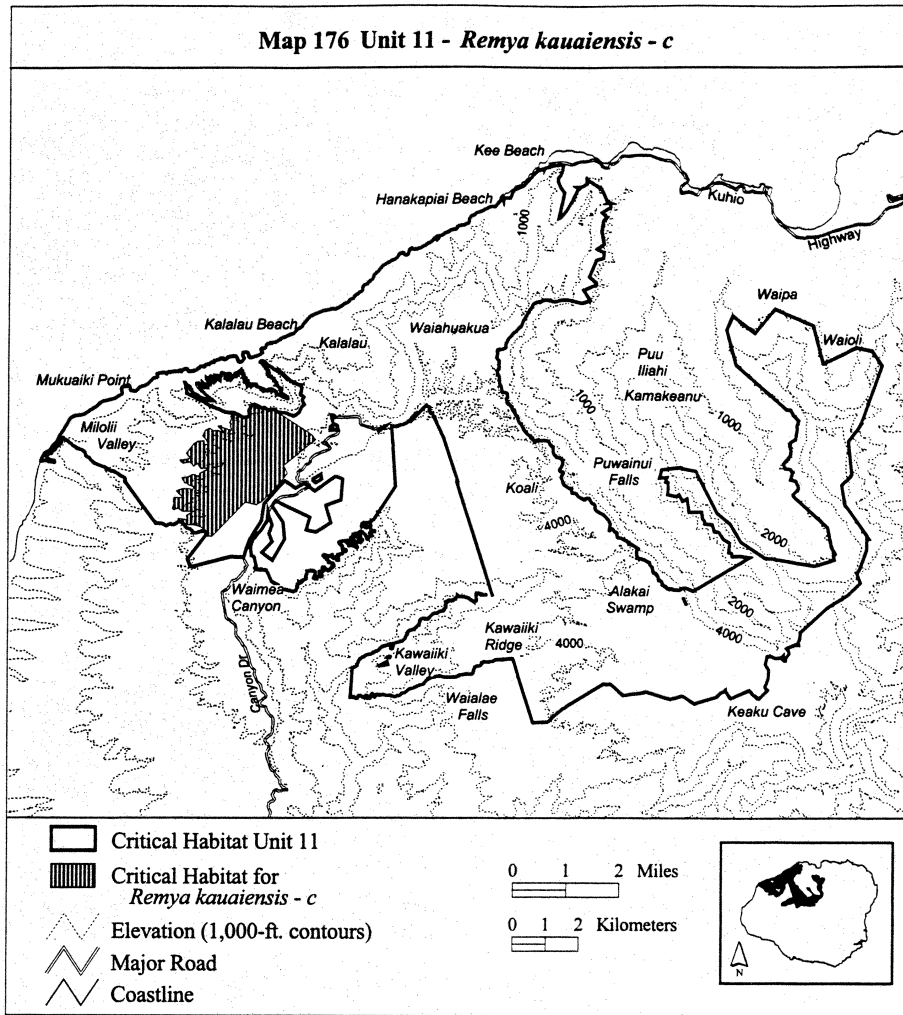 Map 176 Unit 11 - Remya kauaiensis - c
Kee Beach
Hanakapiai Beach
1000
Kuhio
Highway
Waipa
Kalalau Beach
Kalalau
Waiahuakua
Waioli
Puu
Iliahi
Mukuaiki Point
Kamakeanu
1000
1000
Milolii
Valley
Puwainui
Falls
Koali
4000
2000
Waimea
Canyon
Alakai
Swamp
2000
4000
Kawaiiki
Ridge
4000
Kawaiiki
Valley
Canyon Dr
Waialae
Falls
Keaku Cave
Critical Habitat Unit 11
Critical Habitat for
Remya kauaiensis - c
Elevation (1,000-ft. contours)
Major Road
Coastline
0 1 2 Miles
0 1 2 Kilometers
N